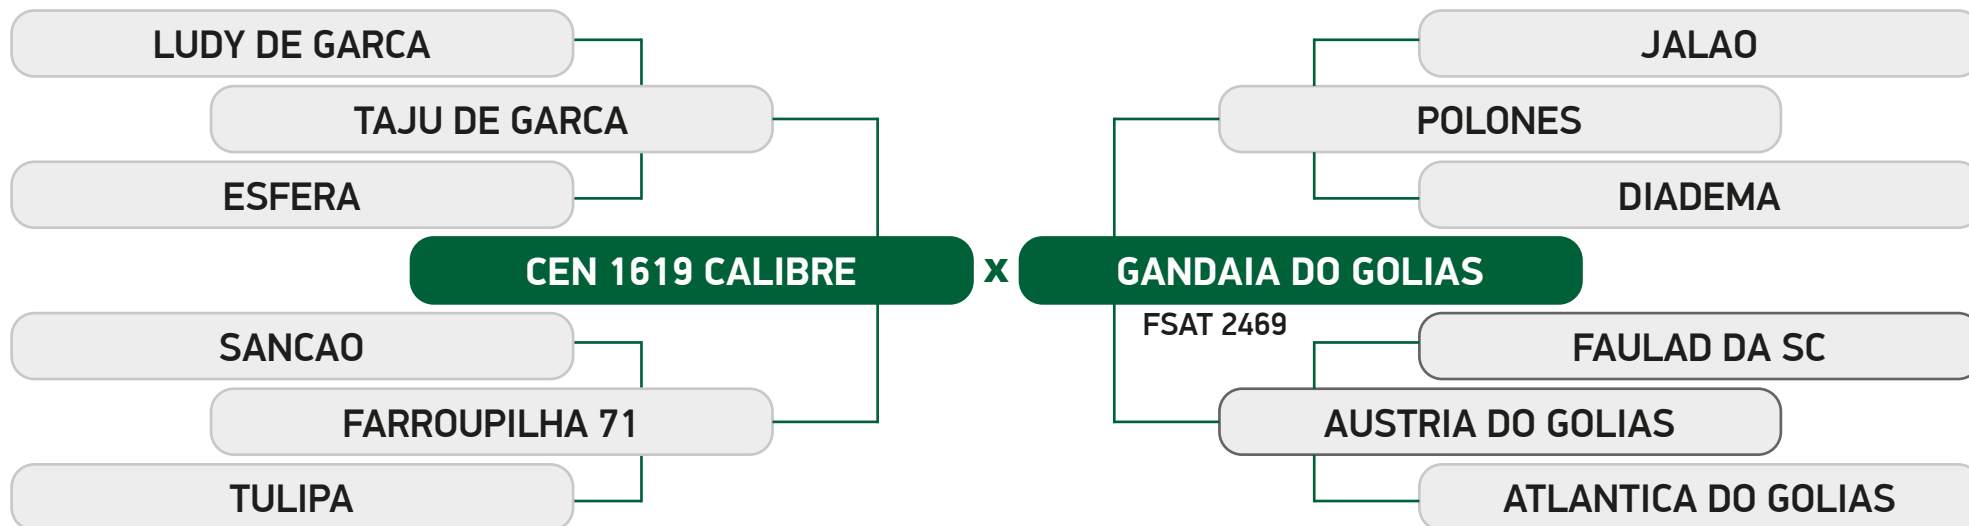 LUDY DE GARCA
JALAO
TAJU DE GARCA
POLONES
ESFERA
DIADEMA
CEN 1619 CALIBRE x GANDAIA DO GOLIAS
FSAT 2469
SANCAO
FAULAD DA SC
FARROUPILHA 71
AUSTRIA DO GOLIAS
TULIPA
ATLANTICA DO GOLIAS